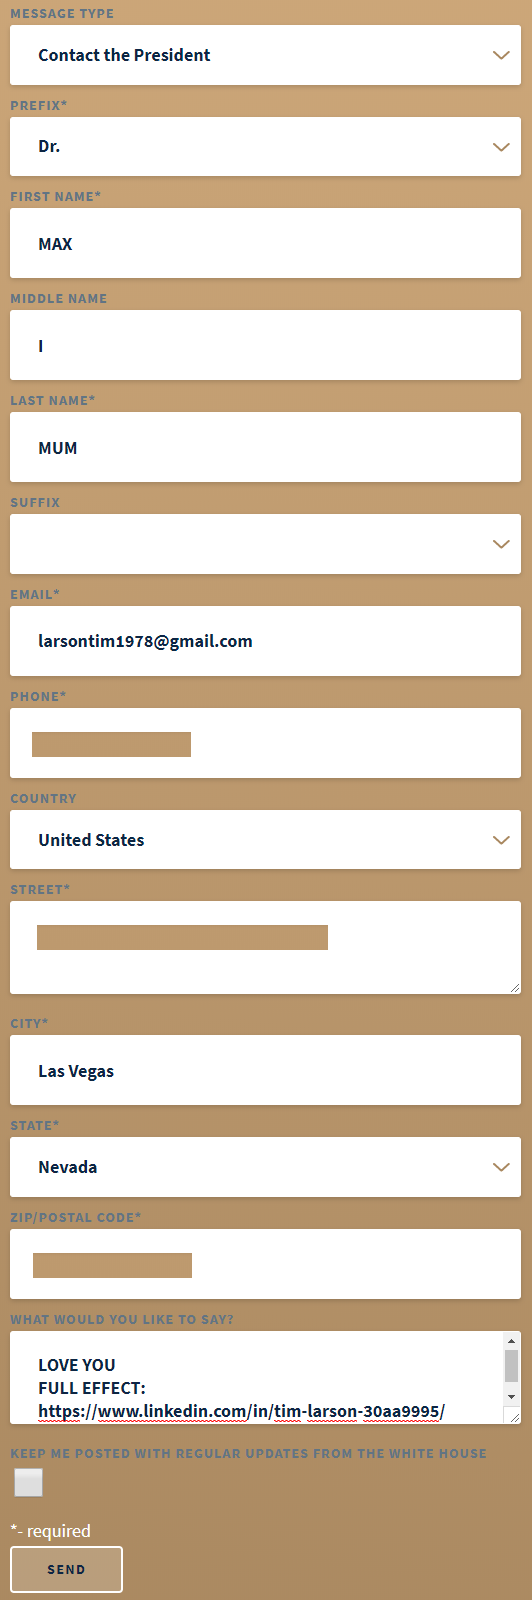 MESSAGE TYPE
Contact the President
PREFIX*
Dr.
FIRST NAME*
MAX
MIDDLE NAME
I
LAST NAME*
MUM
SUFFIX
EMAIL*
larsontim1978@gmail.com
PHONE*
COUNTRY
United States
STREET*
CITY*
Las Vegas
STATE*
Nevada
ZIP/POSTAL CODE*
WHAT WOULD YOU LIKE TO SAY?
LOVE YOU
FULL EFFECT:
https://www.linkedin.com/in/tim-larson-30aa9995/
KEEP ME POSTED WITH REGULAR UPDATES FROM THE WHITE HOUSE
*- required
SEND